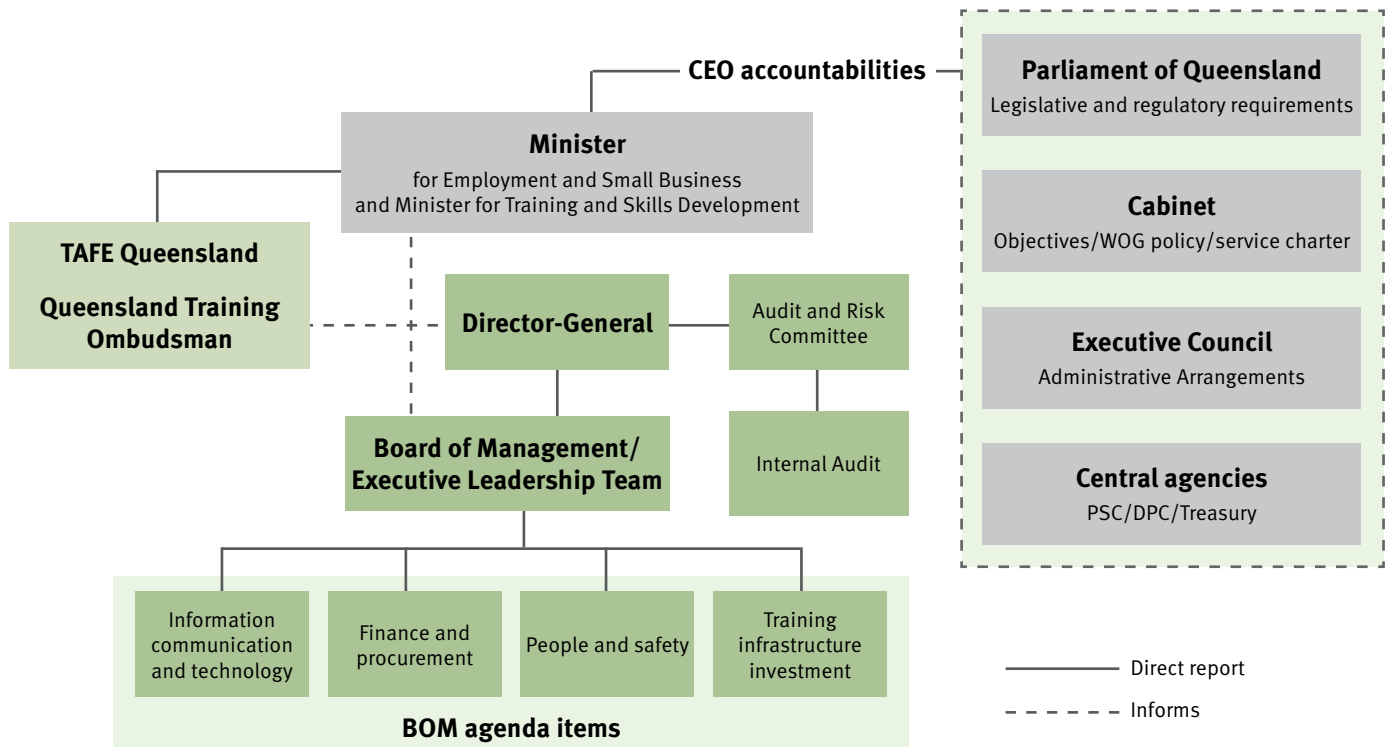 CEO accountabilities
Parliament of Queensland
Legislative and regulatory requirements
Cabinet
Objectives/WOG policy/service charter
Executive Council
Administrative Arrangements
Central agencies
PSC/DPC/Treasury
Minister
for Employment and Small Business
and Minister for Training and Skills Development
TAFE Queensland
Queensland Training
Ombudsman
Director-General
Audit and Risk
Committee
Board of Management/
Executive Leadership Team
Internal Audit
Information
communication
and technology
Finance and
procurement
People and safety
Training
infrastructure
investment
BOM agenda items
Direct report
Informs